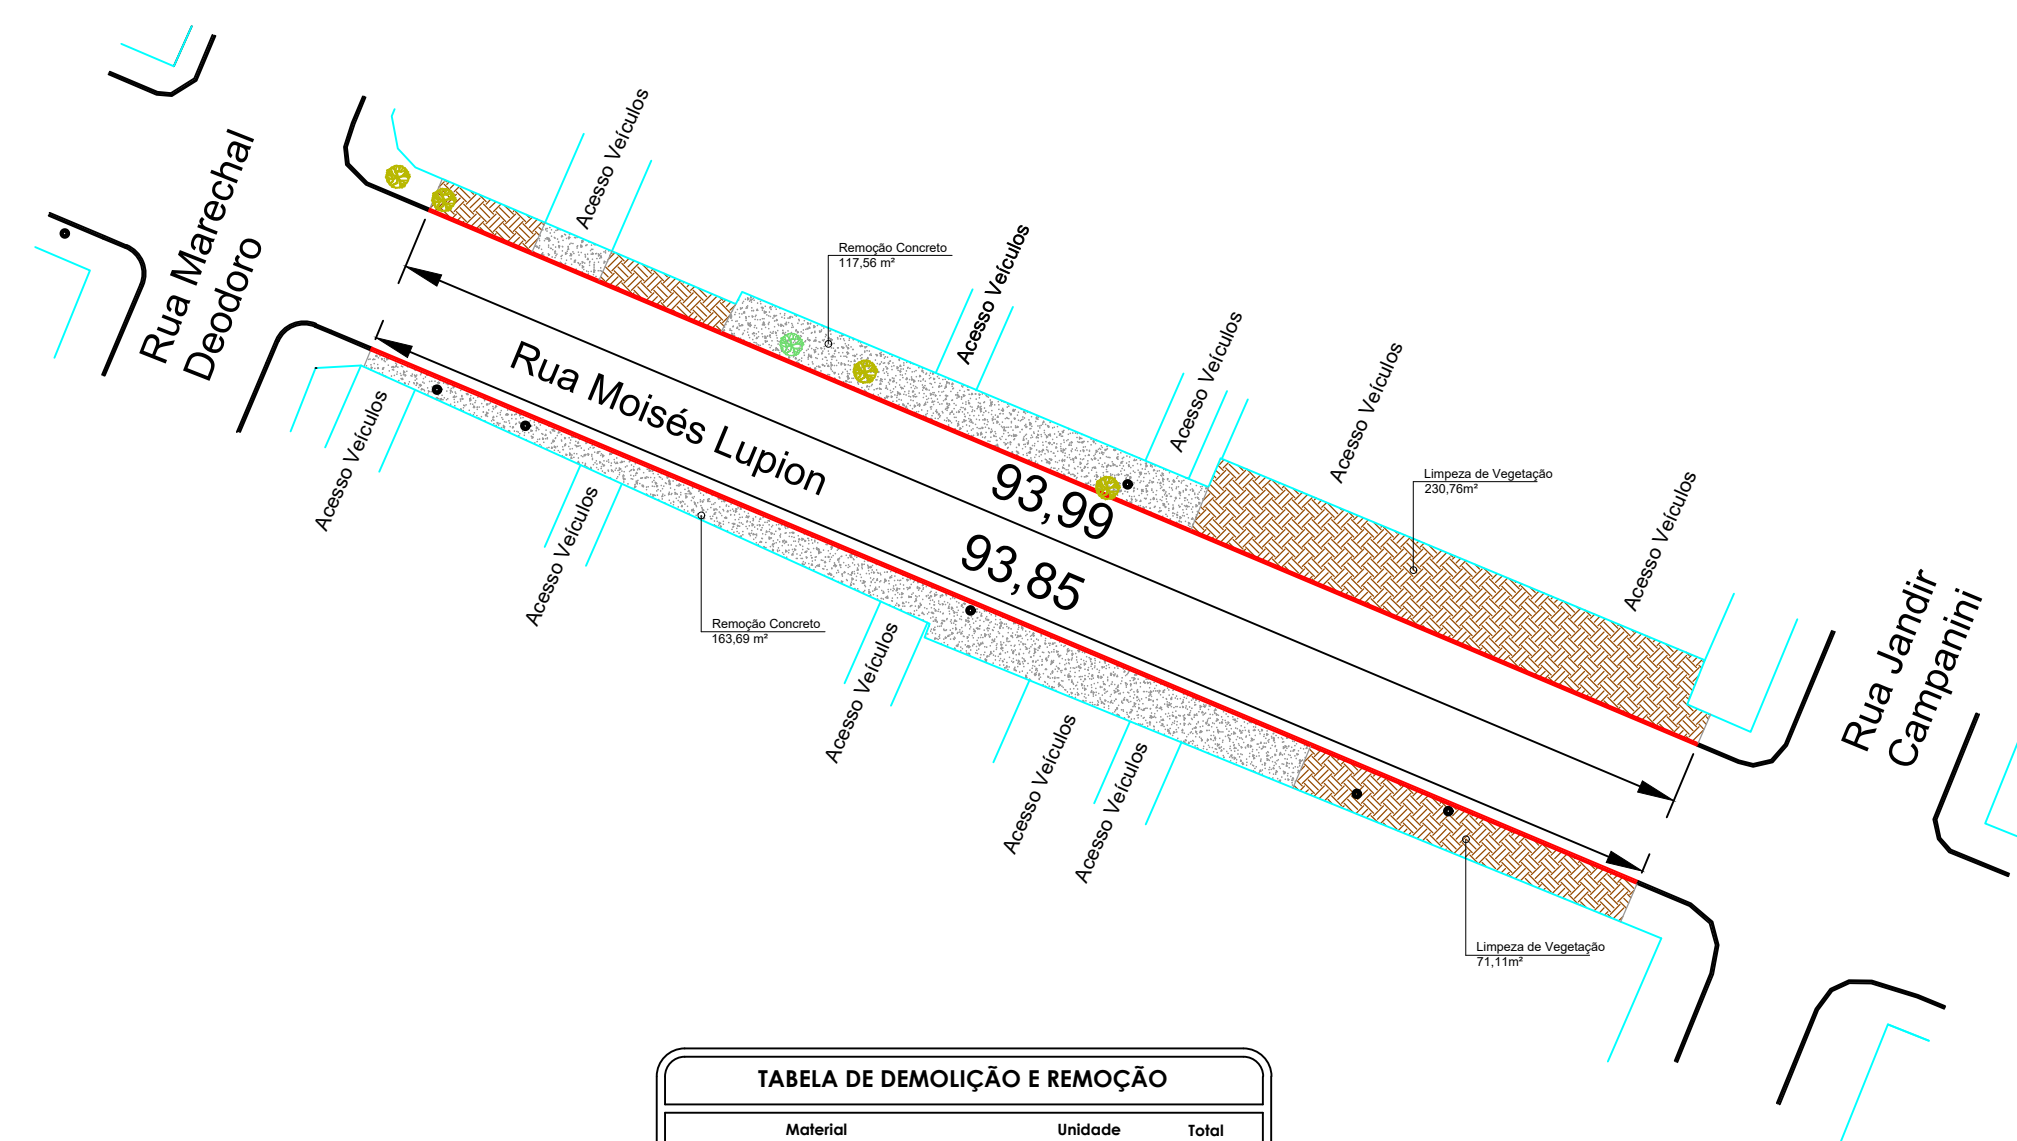 Rua Marechal
Deodoro
Acesso Veículos
Remoção Concreto
117,56 m²
Acesso Veículos
Acesso Veículos
Acesso Veículos
Limpeza de Vegetação
230,76m²
Acesso Veículos
Rua Moisés Lupion
93,99
93,85
Rua Jandir
Campanini
Acesso Veículos
Acesso Veículos
Remoção Concreto
163,69 m²
Acesso Veículos
Acesso Veículos
Acesso Veículos
Limpeza de Vegetação
71,11m²
TABELA DE DEMOLIÇÃO E REMOÇÃO
Material Unidade Total